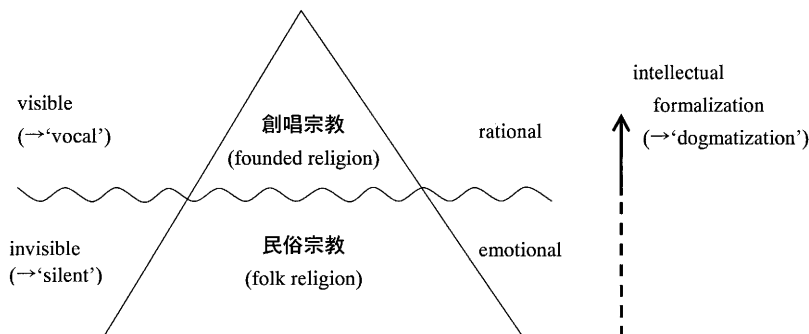 intellectual
formalization
(→‘dogmatization’)
visible
(→‘vocal’)
創唱宗教
(founded religion)
rational
invisible
(→‘silent’)
民俗宗教
(folk religion)
emotional